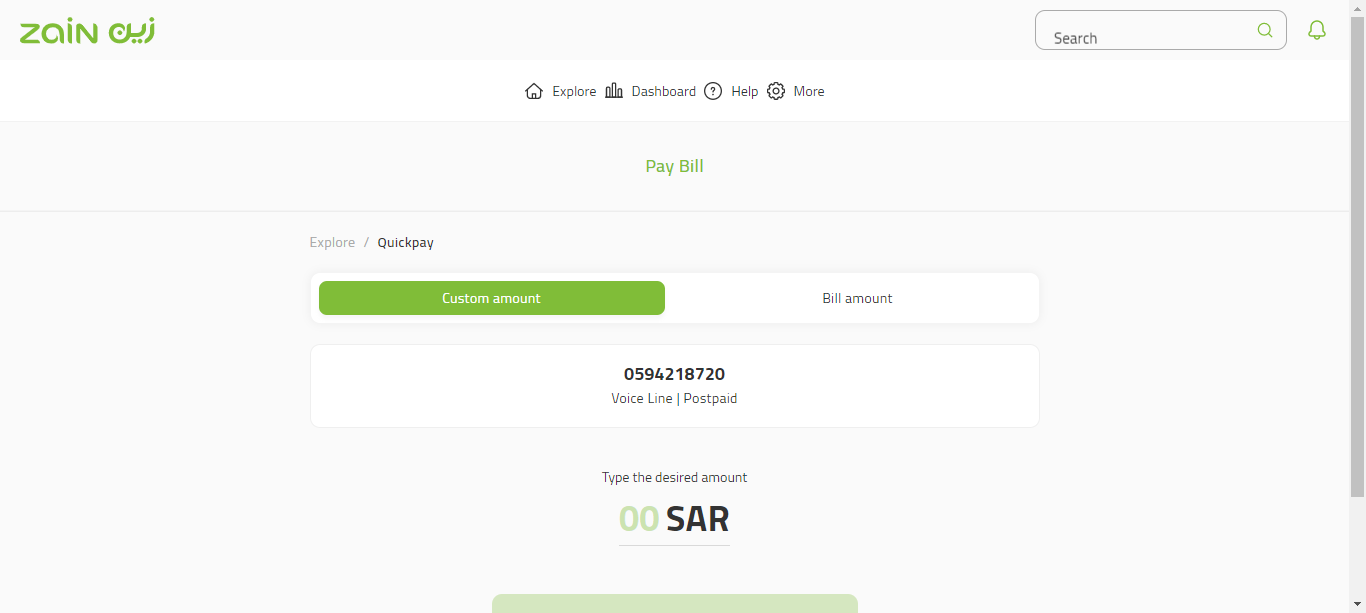 zain زين
Search
Explore Dashboard Help More
Pay Bill
Explore / Quickpay
Custom amount Bill amount
0594218720
Voice Line | Postpaid
Type the desired amount
00 SAR